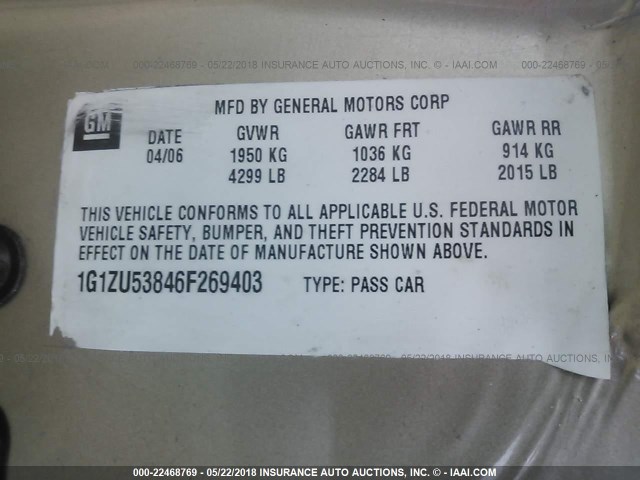 000-22468769 - 05/22/2018 INSURANCE AUTO AUCTIONS, INC. © - IAAI.COM
MFD BY GENERAL MOTORS CORP
GM
DATE GVWR GAWR FRT GAWR RR
04/06 1950 KG 1036 KG 914 KG
4299 LB 2284 LB 2015 LB
THIS VEHICLE CONFORMS TO ALL APPLICABLE U.S. FEDERAL MOTOR
VEHICLE SAFETY, BUMPER, AND THEFT PREVENTION STANDARDS IN
EFFECT ON THE DATE OF MANUFACTURE SHOWN ABOVE.
1G1ZU53846F269403 TYPE: PASS CAR
000-22468769 - 05/22/2018 INSURANCE AUTO AUCTIONS, INC. © - IAAI.COM